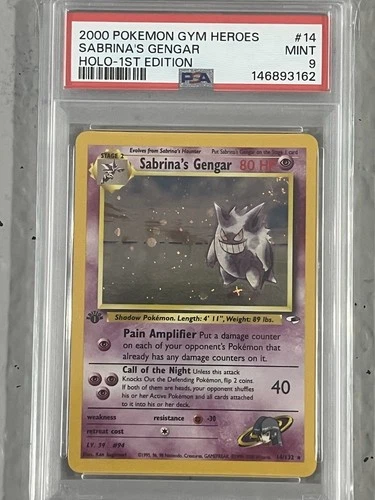 2000 POKEMON GYM HEROES #14
SABRINA'S GENGAR MINT
HOLO-1ST EDITION 9
PSA 146893162
STAGE 2
Evolves from Sabrina's Haunter Put Sabrina's Gengar on the Stage 1 card
Sabrina's Gengar 80 HP
Shadow Pokémon. Length: 4' 11", Weight: 89 lbs.
Pain Amplifier Put a damage counter
on each of your opponent's Pokémon that
already has any damage counters on it.
Call of the Night Unless this attack
Knocks Out the Defending Pokémon, flip 2 coins.
If both of them are heads, your opponent shuffles
his or her Active Pokémon and all cards attached
to it into his or her deck.
40
weakness resistance -30
retreat cost
LV. 39 #94
14/132